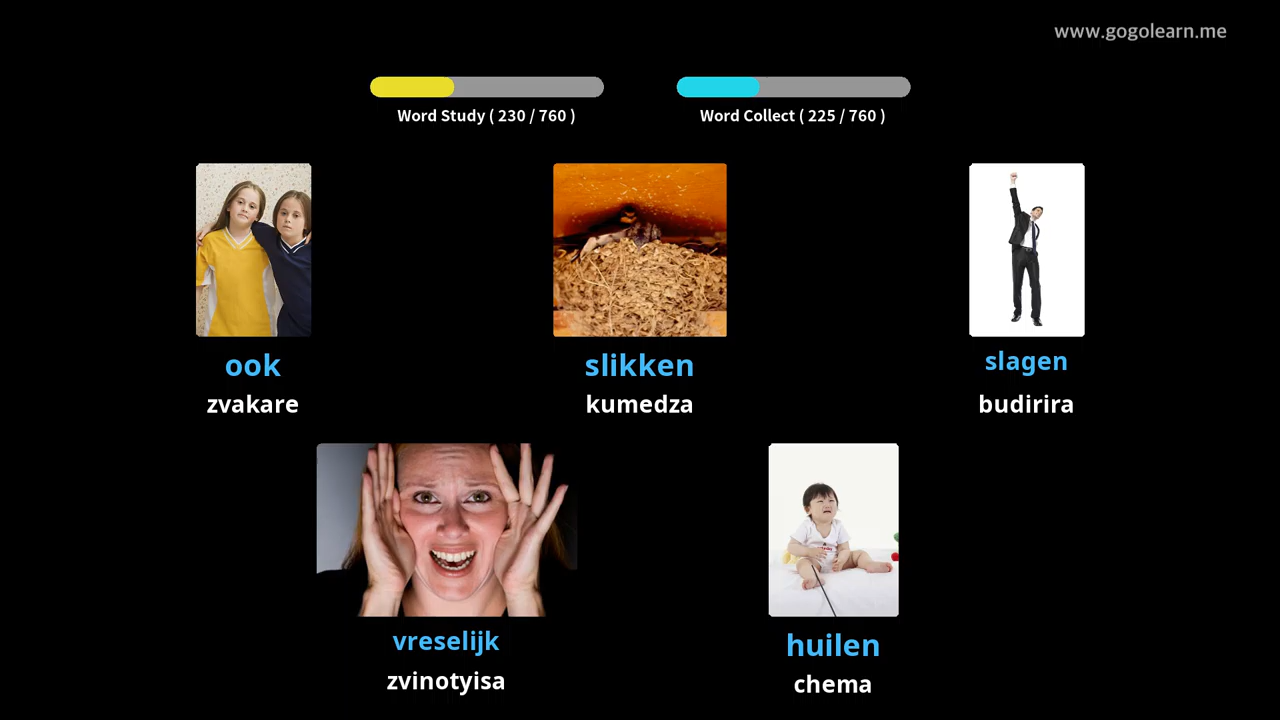 www.gogolearn.me
Word Study ( 230 / 760 )
Word Collect ( 225 / 760 )
ook
zvakare
slikken
kumedza
slagen
budirira
vreselijk
zvinotyisa
huilen
chema